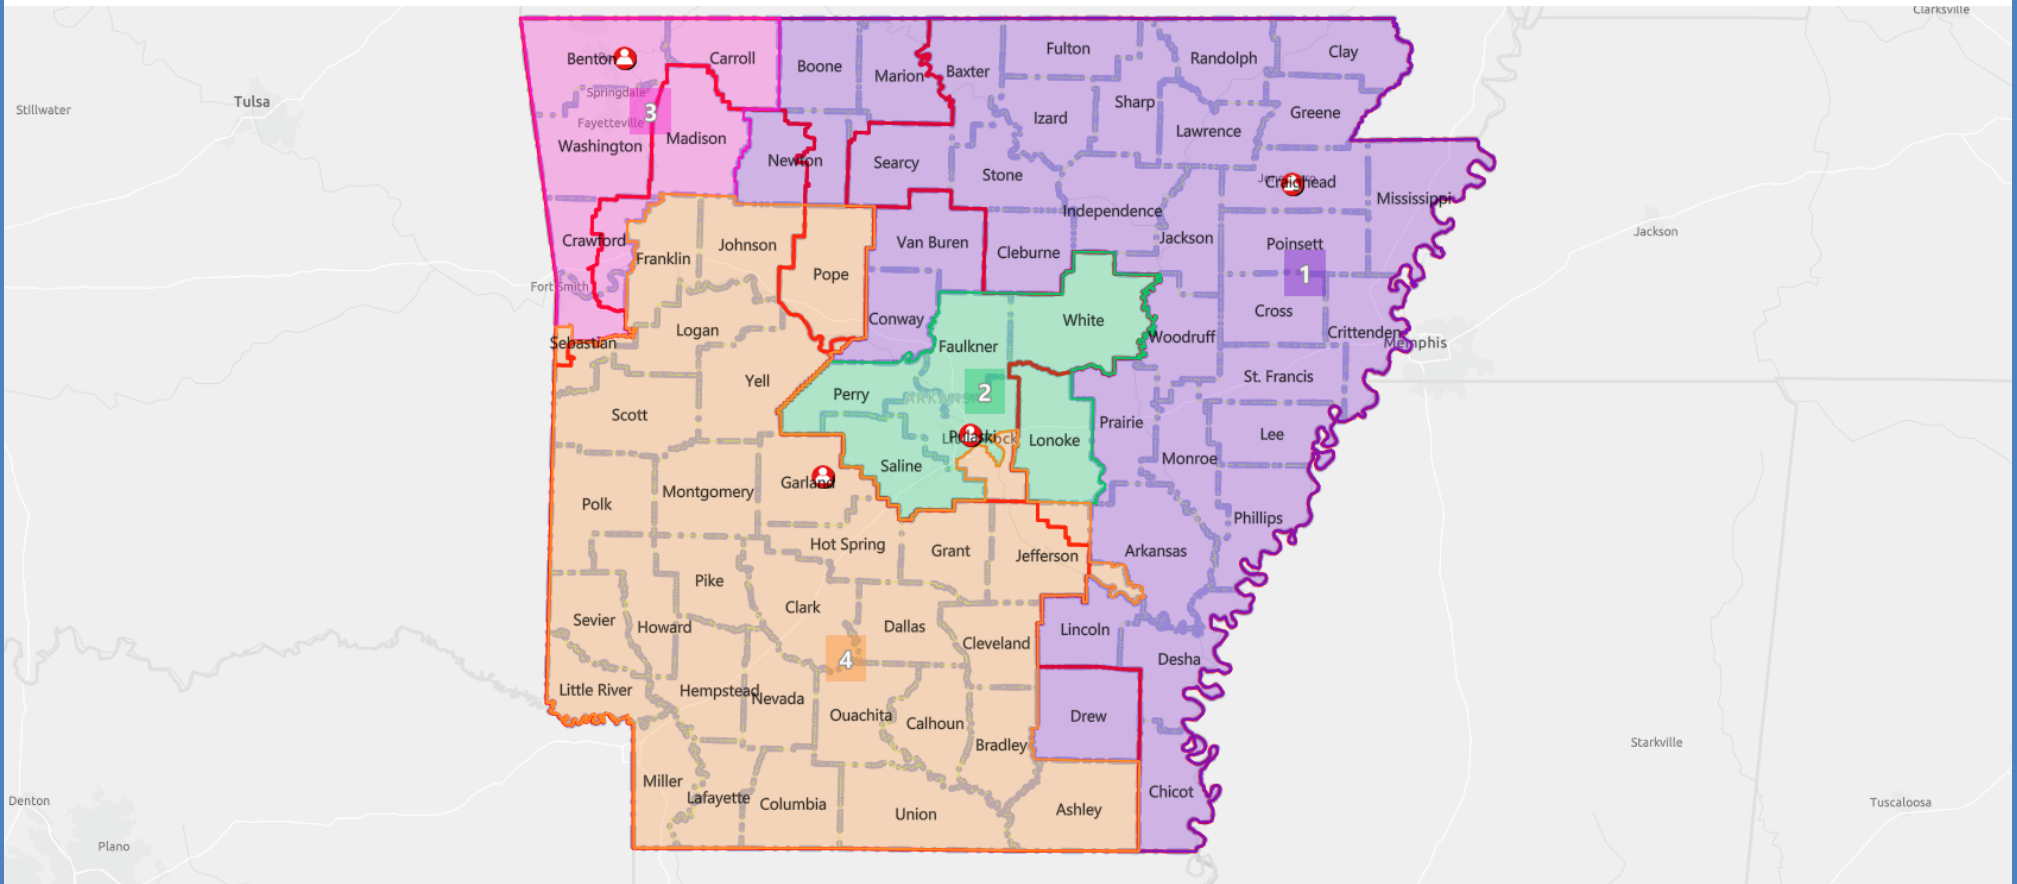 Clarksville
Fulton
Clay
Boone
Randolph
Benton
Carroll
Marion
Baxter
Springdale
Tulsa
Stillwater
Sharp
Greene
3
Fayetteville
Izard
Lawrence
Madison
Washington
Newton
Searcy
Stone
Craighead
Mississippi
Independence
Jackson
Jackson
Crawford
Johnson
Van Buren
Cleburne
Poinsett
Franklin
Pope
1
Fort Smith
Cross
Conway
White
Logan
Woodruff
Crittenden
Sebastian
Faulkner
Memphis
Yell
St. Francis
Perry
2
Scott
Prairie
Lee
Pulaski
Lonoke
Saline
Monroe
Garland
Montgomery
Polk
Phillips
Hot Spring
Grant
Jefferson
Arkansas
Pike
Clark
Sevier
Howard
Dallas
Lincoln
Cleveland
Desha
4
Little River
Hempstead
Nevada
Ouachita
Calhoun
Drew
Bradley
Starkville
Miller
Lafayette
Columbia
Union
Ashley
Chicot
Denton
Tuscaloosa
Plano